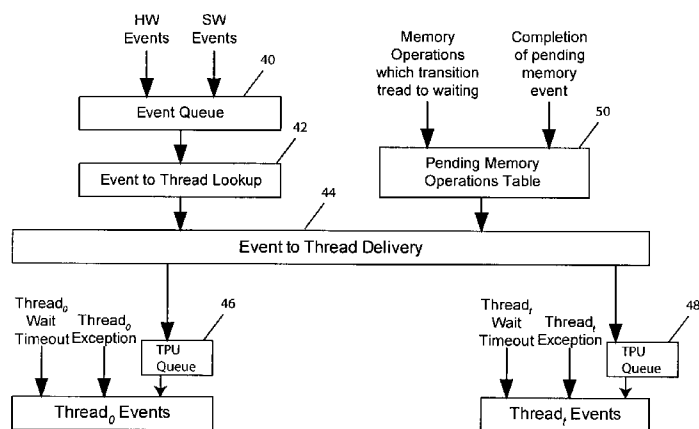 HW
Events
SW
Events
40
Event Queue
42
Event to Thread Lookup
Memory
Operations
which transition
tread to waiting
Completion
of pending
memory
event
50
Pending Memory
Operations Table
44
Event to Thread Delivery
Thread0
Wait
Timeout
Thread0
Exception
46
TPU
Queue
Thread0 Events
Threadt
Wait
Timeout
Threadt
Exception
48
TPU
Queue
Threadt Events